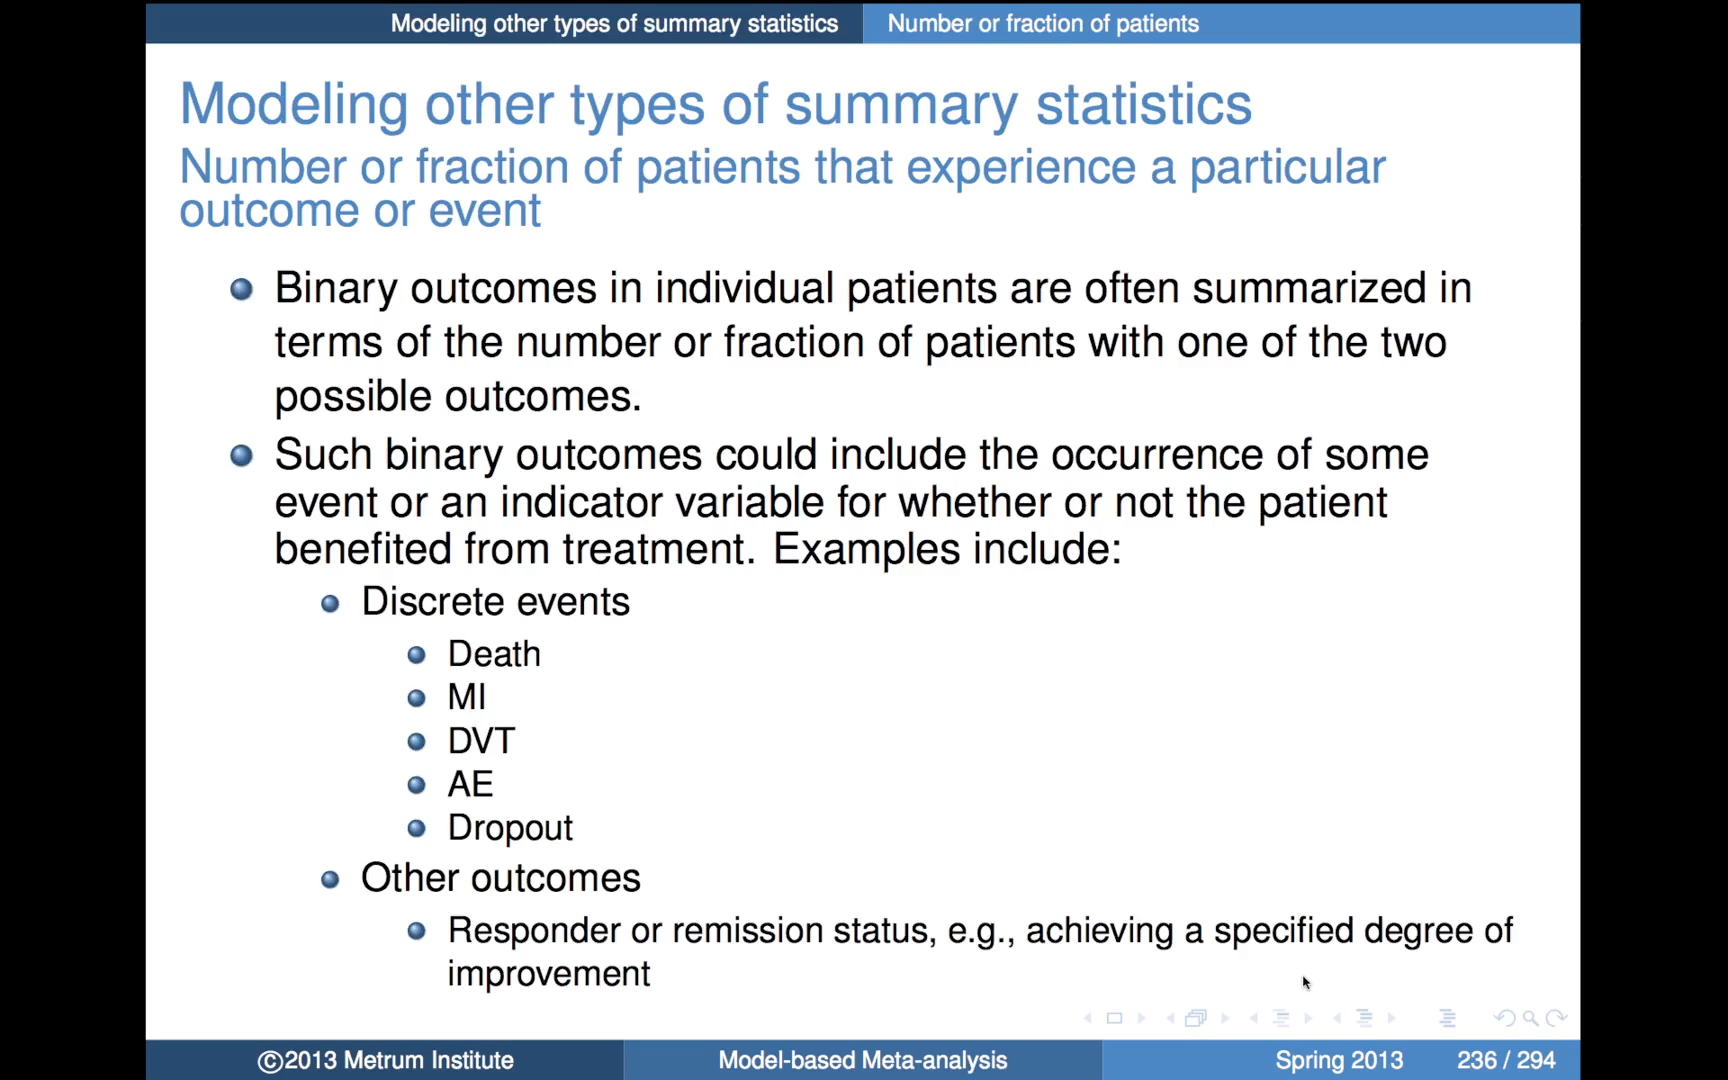 Modeling other types of summary statistics Number or fraction of patients
Modeling other types of summary statistics
Number or fraction of patients that experience a particular
outcome or event
Binary outcomes in individual patients are often summarized in
terms of the number or fraction of patients with one of the two
possible outcomes.
Such binary outcomes could include the occurrence of some
event or an indicator variable for whether or not the patient
benefited from treatment. Examples include:
Discrete events
Death
MI
DVT
AE
Dropout
Other outcomes
Responder or remission status, e.g., achieving a specified degree of
improvement
©2013 Metrum Institute Model-based Meta-analysis Spring 2013 236 / 294